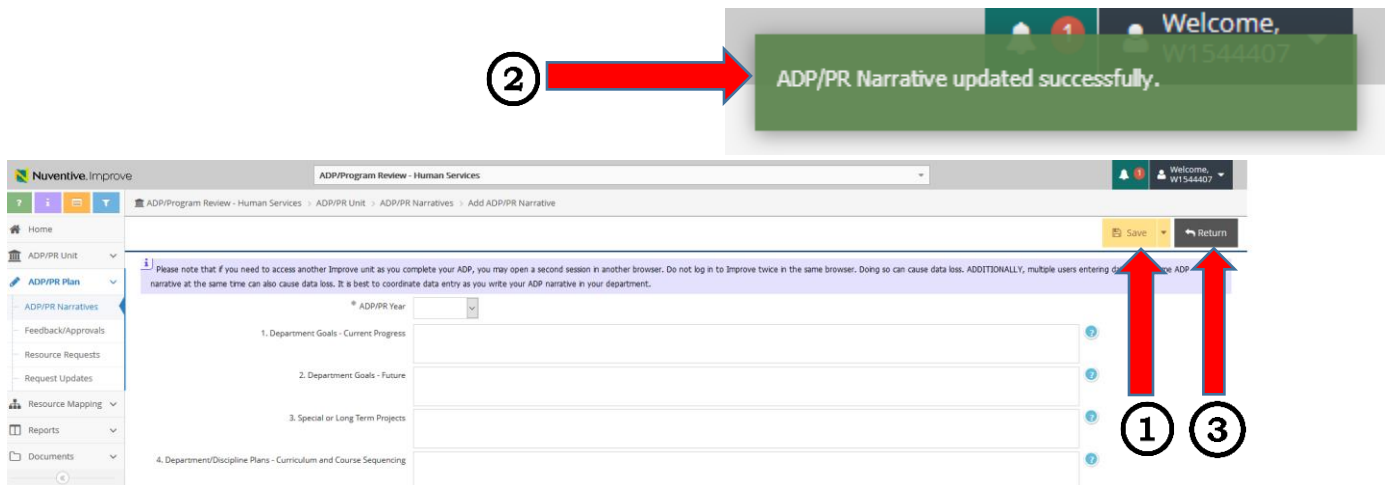 Welcome,
1
W1544407
2
ADP/PR Narrative updated successfully.
Nuventive. Improve
ADP/Program Review - Human Services
1
Welcome,
W1544407
? i
ADP/Program Review - Human Services > ADP/PR Unit > ADP/PR Narratives > Add ADP/PR Narrative
Home
Save
Return
ADP/PR Unit
i Please note that if you need to access another Improve unit as you complete your ADP, you may open a second session in another browser. Do not log in to Improve twice in the same browser. Doing so can cause data loss. ADDITIONALLY, multiple users entering da me ADP
narrative at the same time can also cause data loss. It is best to coordinate data entry as you write your ADP narrative in your department.
ADP/PR Plan
* ADP/PR Year
ADP/PR Narratives
1. Department Goals - Current Progress
?
Feedback/Approvals
Resource Requests
2. Department Goals - Future
?
Request Updates
Resource Mapping
3. Special or Long Term Projects
?
Reports
1
3
Documents
4. Department/Discipline Plans - Curriculum and Course Sequencing
?